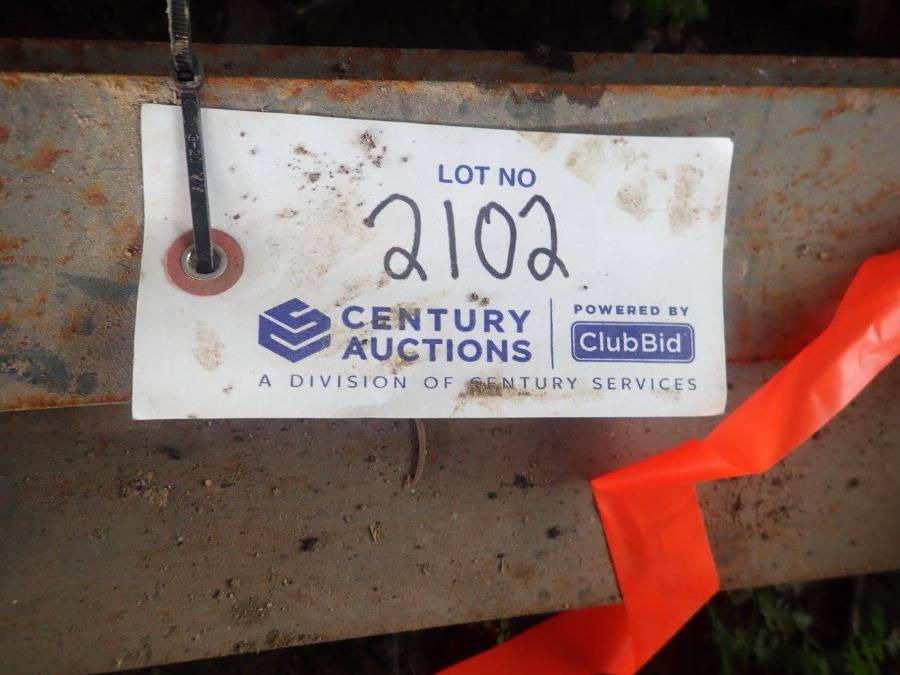 LOT NO
2102
CENTURY
AUCTIONS
POWERED BY
ClubBid
A DIVISION OF CENTURY SERVICES